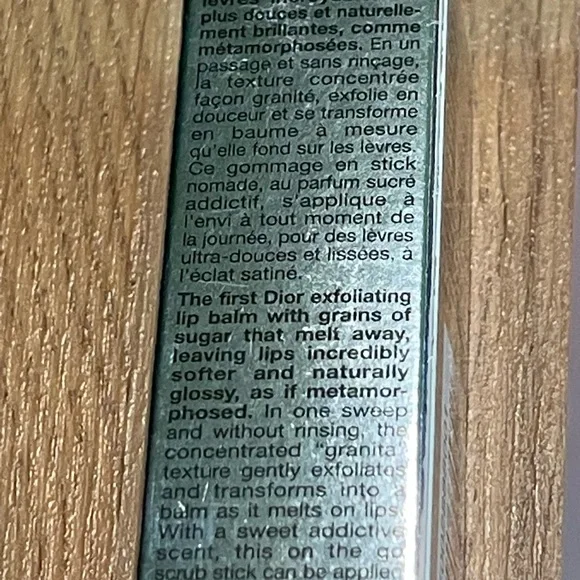 lèvres incroyablement
plus douces et naturelle-
ment brillantes, comme
métamorphosées. En un
passage et sans rinçage,
la texture concentrée
façon granité, exfolie en
douceur et se transforme
en baume à mesure
qu'elle fond sur les lèvres.
Ce gommage en stick
nomade, au parfum sucré
addictif, s'applique à
l'envi à tout moment de
la journée, pour des lèvres
ultra-douces et lissées, à
l'éclat satiné.
The first Dior exfoliating
lip balm with grains of
sugar that melt away,
leaving lips incredibly
softer and naturally
glossy, as if metamor-
phosed. In one sweep
and without rinsing, the
concentrated "granita"
texture gently exfoliates
and transforms into a
balm as it melts on lips.
With a sweet addictive
scent, this on the go
scrub stick can be applied